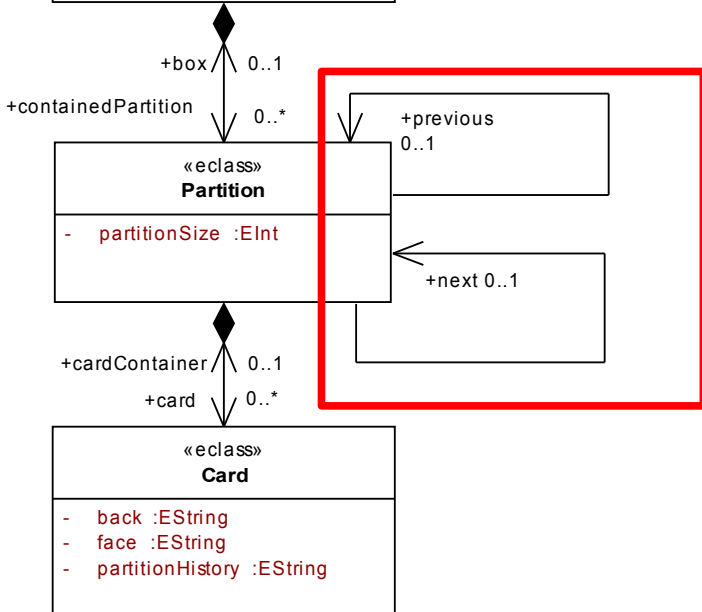 +box 0..1
+containedPartition 0..*
+previous
0..1
«eclass»
Partition
- partitionSize :EInt
+next 0..1
+cardContainer 0..1
+card 0..*
«eclass»
Card
- back :EString
- face :EString
- partitionHistory :EString